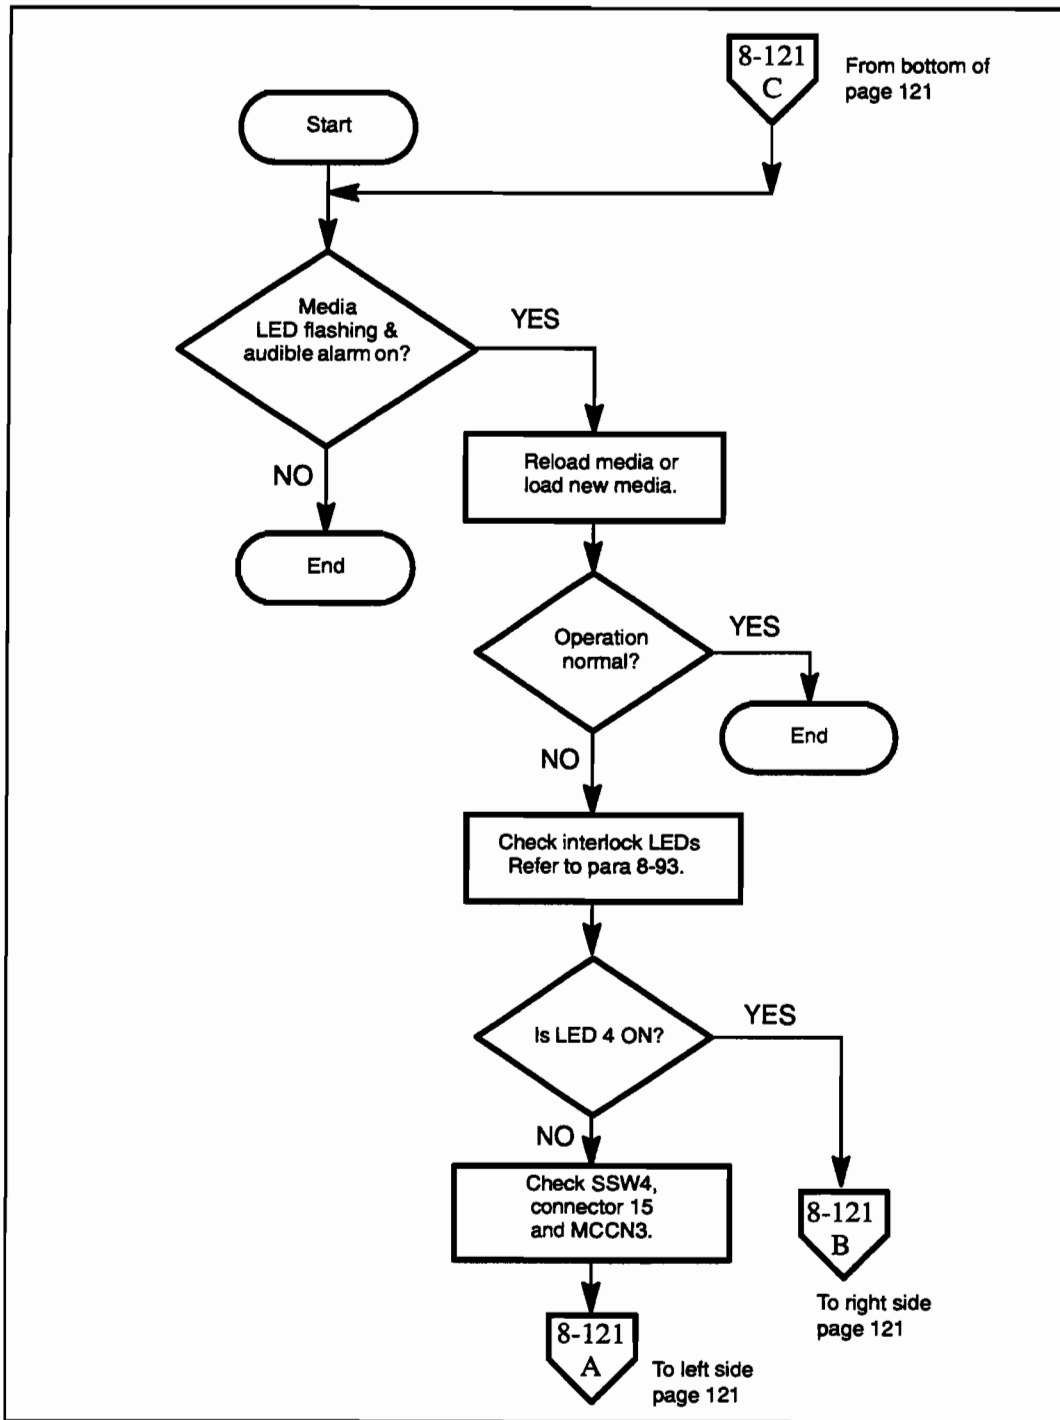 8-121
C
From bottom of
page 121
Start
Media
LED flashing &
audible alarm on?
YES
NO
Reload media or
load new media.
End
Operation
normal?
YES
End
NO
Check interlock LEDs
Refer to para 8-93.
Is LED 4 ON?
YES
NO
Check SSW4,
connector 15
and MCCN3.
8-121
B
To right side
page 121
8-121
A
To left side
page 121